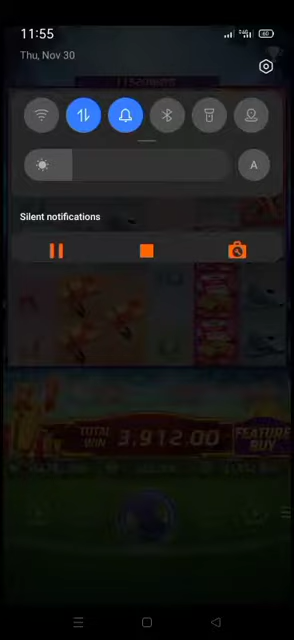 11:55
Thu, Nov 30
A
Silent notifications
TOTAL
WIN
3,912.00
FEATURE
BUY